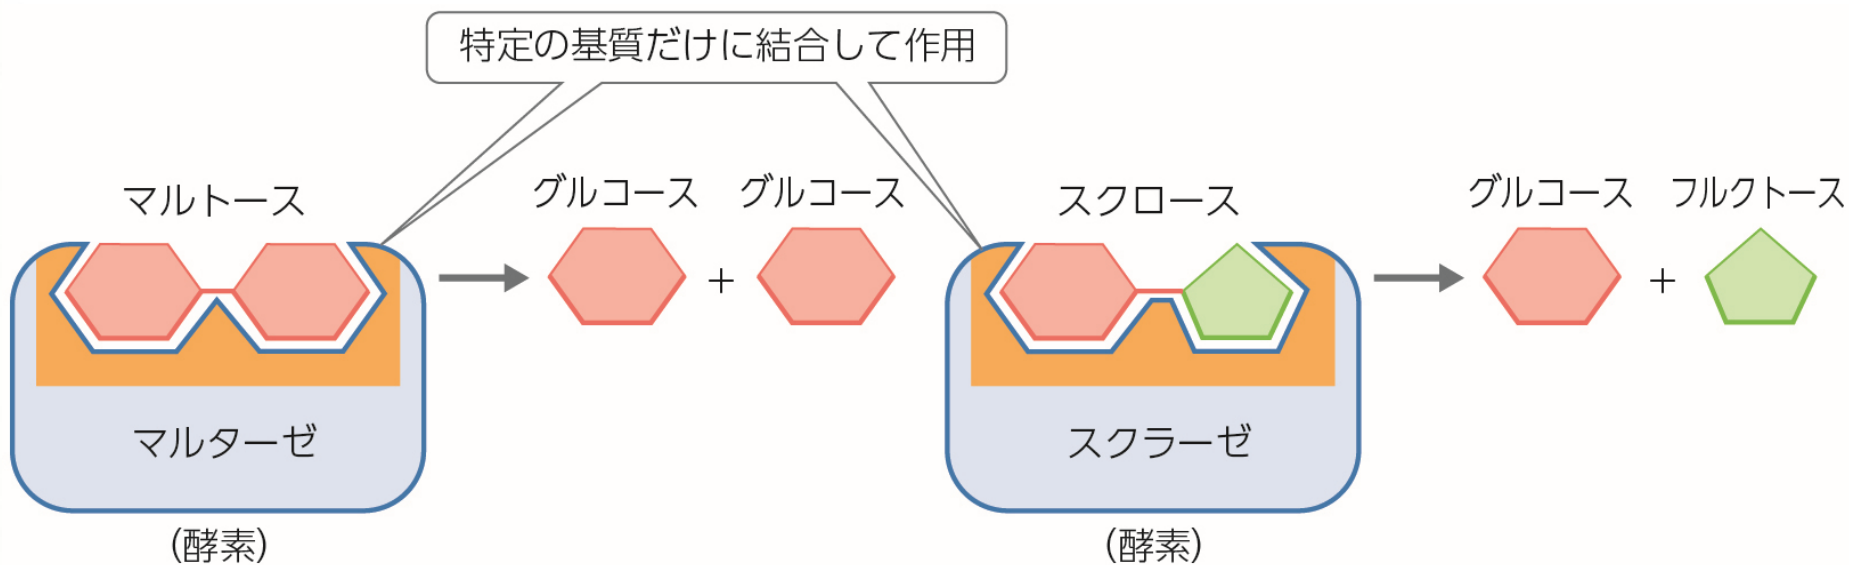 特定の基質だけに結合して作用
マルトース
グルコース
グルコース
スクロース
グルコース
フルクトース
+
+
マルターゼ
スクラーゼ
(酵素)
(酵素)